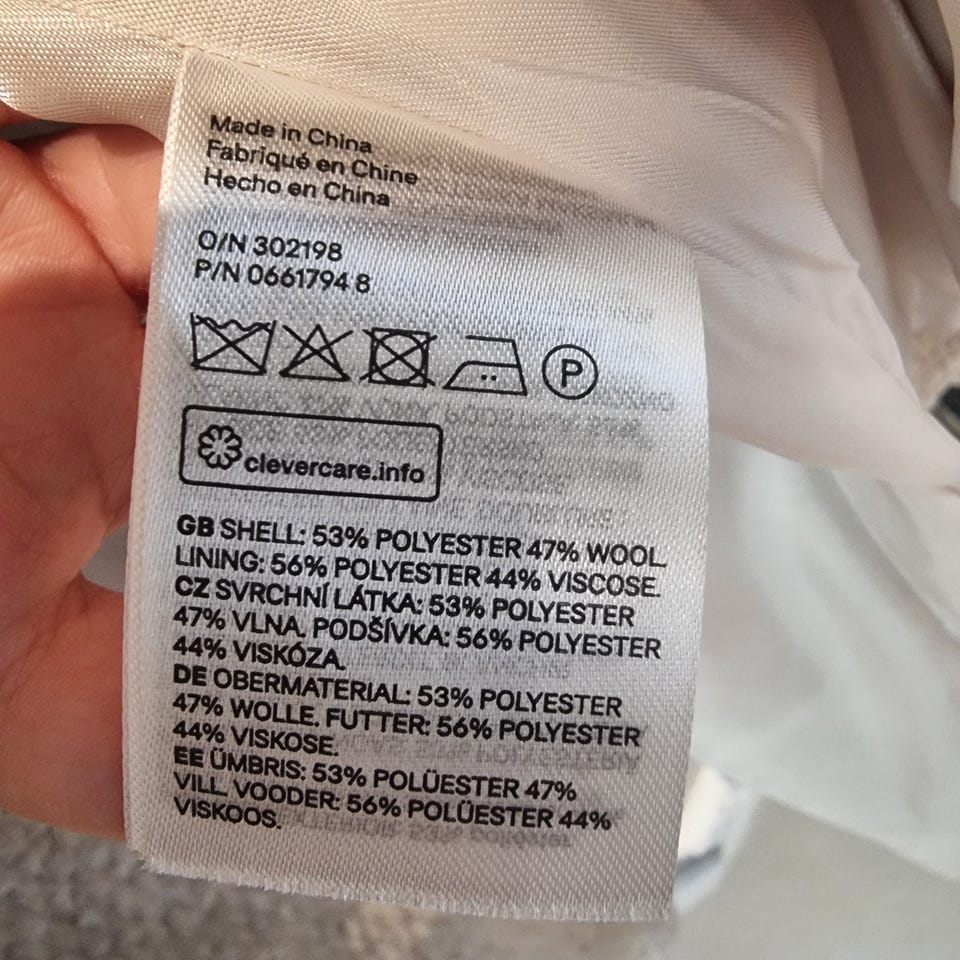 Made in China
Fabriqué en Chine
Hecho en China
O/N 302198
P/N 0661794 8
P
clevercare.info
GB SHELL: 53% POLYESTER 47% WOOL.
LINING: 56% POLYESTER 44% VISCOSE.
CZ SVRCHNÍ LÁTKA: 53% POLYESTER
47% VLNA. PODŠÍVKA: 56% POLYESTER
44% VISKÓZA.
DE OBERMATERIAL: 53% POLYESTER
47% WOLLE. FUTTER: 56% POLYESTER
44% VISKOSE.
EE ÜMBRIS: 53% POLÜESTER 47%
VILL. VOODER: 56% POLÜESTER 44%
VISKOOS.